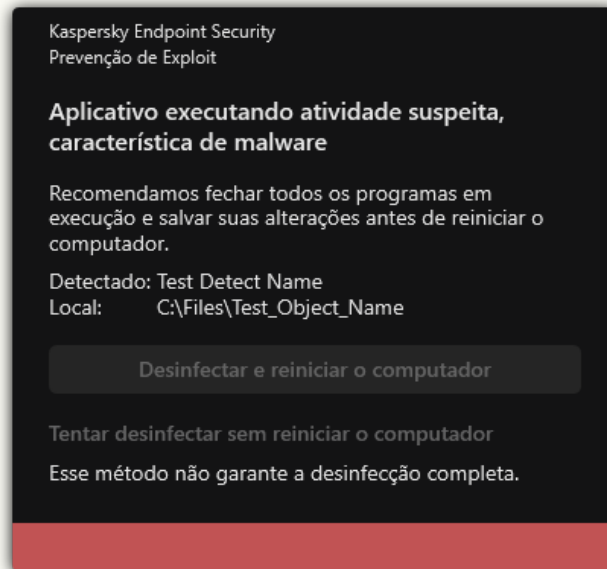 Kaspersky Endpoint Security
Prevenção de Exploit
Aplicativo executando atividade suspeita,
característica de malware
Recomendamos fechar todos os programas em
execução e salvar suas alterações antes de reiniciar o
computador.
Detectado: Test Detect Name
Local: C:\Files\Test_Object_Name
Desinfectar e reiniciar o computador
Tentar desinfectar sem reiniciar o computador
Esse método não garante a desinfecção completa.